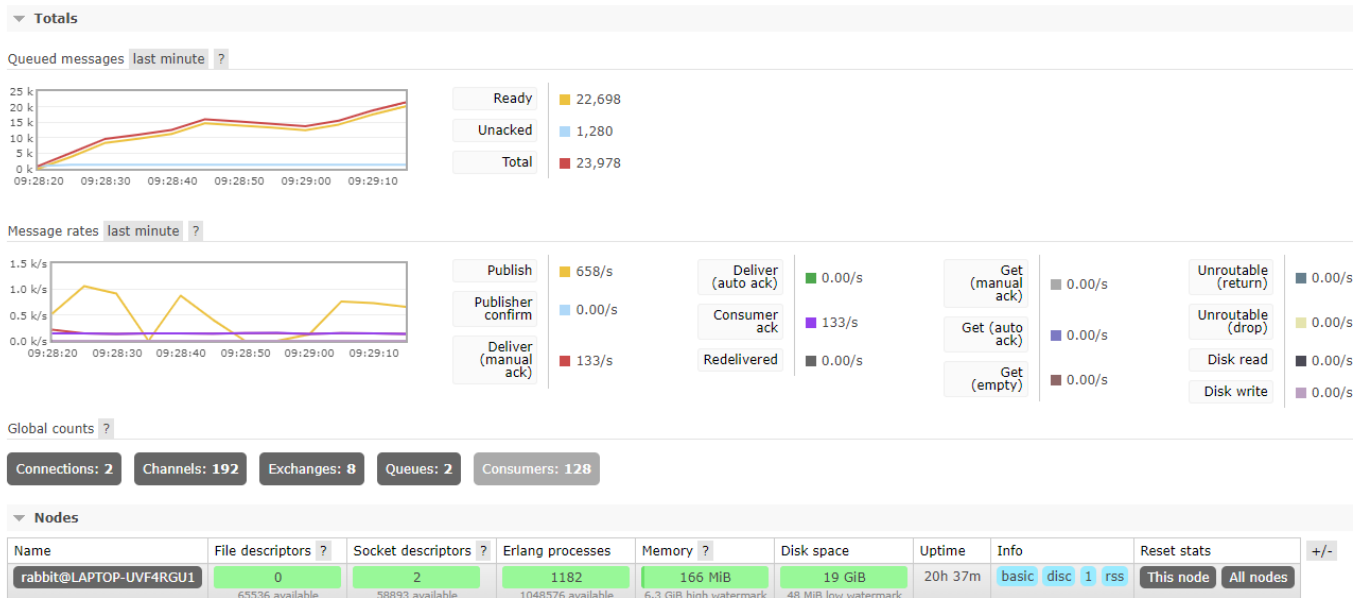 Totals
Queued messages last minute ?
25 k
20 k
15 k
10 k
5 k
0 k
09:28:20 09:28:30 09:28:40 09:28:50 09:29:00 09:29:10
Ready 22,698
Unacked 1,280
Total 23,978
Message rates last minute ?
1.5 k/s
1.0 k/s
0.5 k/s
0.0 k/s
09:28:20 09:28:30 09:28:40 09:28:50 09:29:00 09:29:10
Publish 658/s
Publisher
confirm 0.00/s
Deliver
(manual
ack) 133/s
Deliver
(auto ack) 0.00/s
Consumer
ack 133/s
Redelivered 0.00/s
Get
(manual
ack) 0.00/s
Get (auto
ack) 0.00/s
Get
(empty) 0.00/s
Unroutable
(return) 0.00/s
Unroutable
(drop) 0.00/s
Disk read 0.00/s
Disk write 0.00/s
Global counts ?
Connections: 2 Channels: 192 Exchanges: 8 Queues: 2 Consumers: 128
Nodes
Name File descriptors ? Socket descriptors ? Erlang processes Memory ? Disk space Uptime Info Reset stats +/-
rabbit@LAPTOP-UVF4RGU1 0 2 1182 166 MiB 19 GiB 20h 37m basic disc 1 rss This node All nodes
65536 available 58893 available 1048576 available 6.3 GiB high watermark 48 MiB low watermark